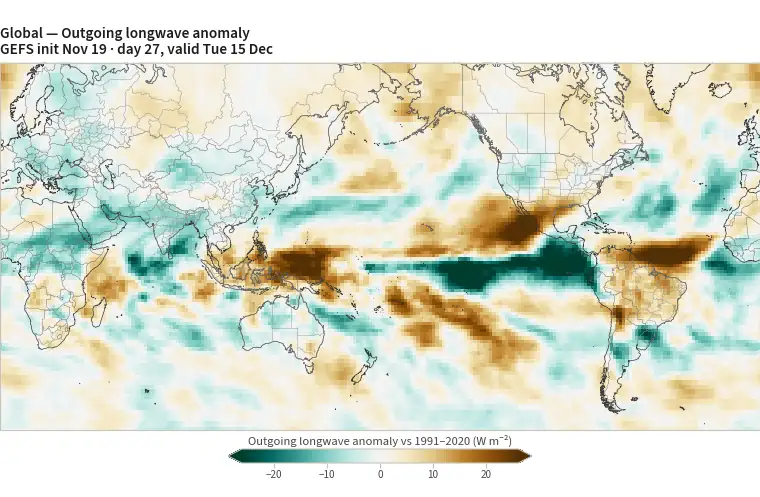 Global — Outgoing longwave anomaly
GEFS init Nov 19 · day 27, valid Tue 15 Dec
Outgoing longwave anomaly vs 1991–2020 (W m⁻²)
−20 −10 0 10 20